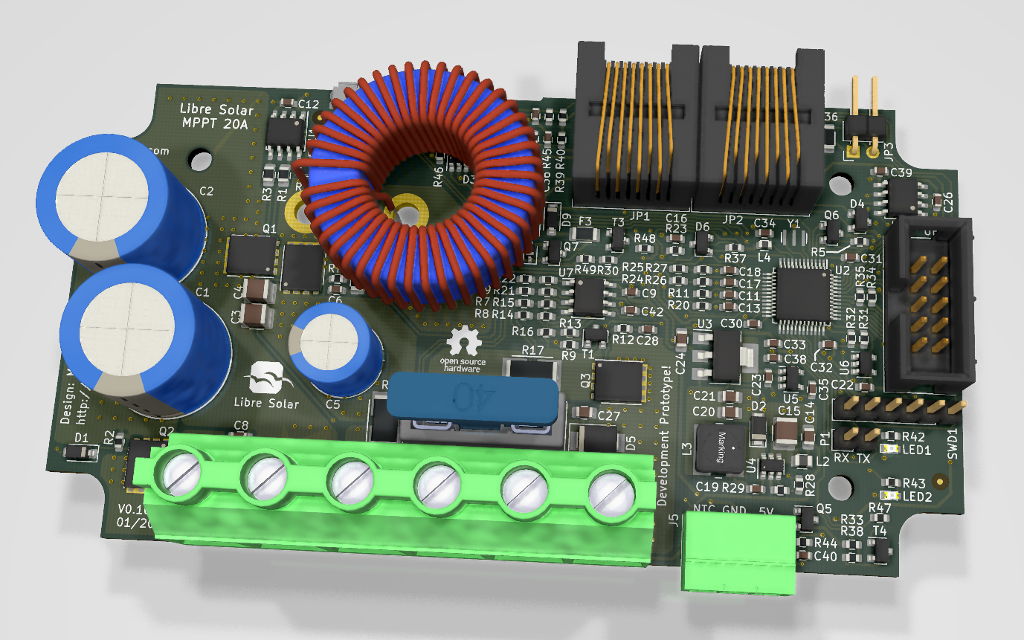 Libre Solar
MPPT 20A
C12
R3
R1
.com
C2
Q1
C4
C3
C1
C6
C5
Libre Solar
open source
hardware
40
R46
D3
R45
R40
R39
D9
F3
T3
Q7
R48
JP1
C16
R23
JP2
D6
C34
Y1
R37
L4
Q6
D4
R5
C31
C39
C26
JP3
36
U7
R49
R30
R25
R27
R24
R26
C9
C42
R11
R20
C18
C17
C11
C13
U2
R35
R34
R21
R7
R15
R8
R14
R16
R13
R9
T1
R12
C28
R17
Q3
C27
D5
C24
U3
C30
C33
C38
C32
R32
R31
U6
C22
C23
U5
C35
C21
C20
D2
C15
C14
L3
Marking
U4
L2
C19
R29
R28
P1
RX TX
SWD1
R42
LED1
R43
LED2
R47
T4
Q5
R33
R38
R44
C40
J5
NTC GND 5V
Development Prototype!
Design:
http:/
D1
R2
Q2
C8
V0.1
01/20